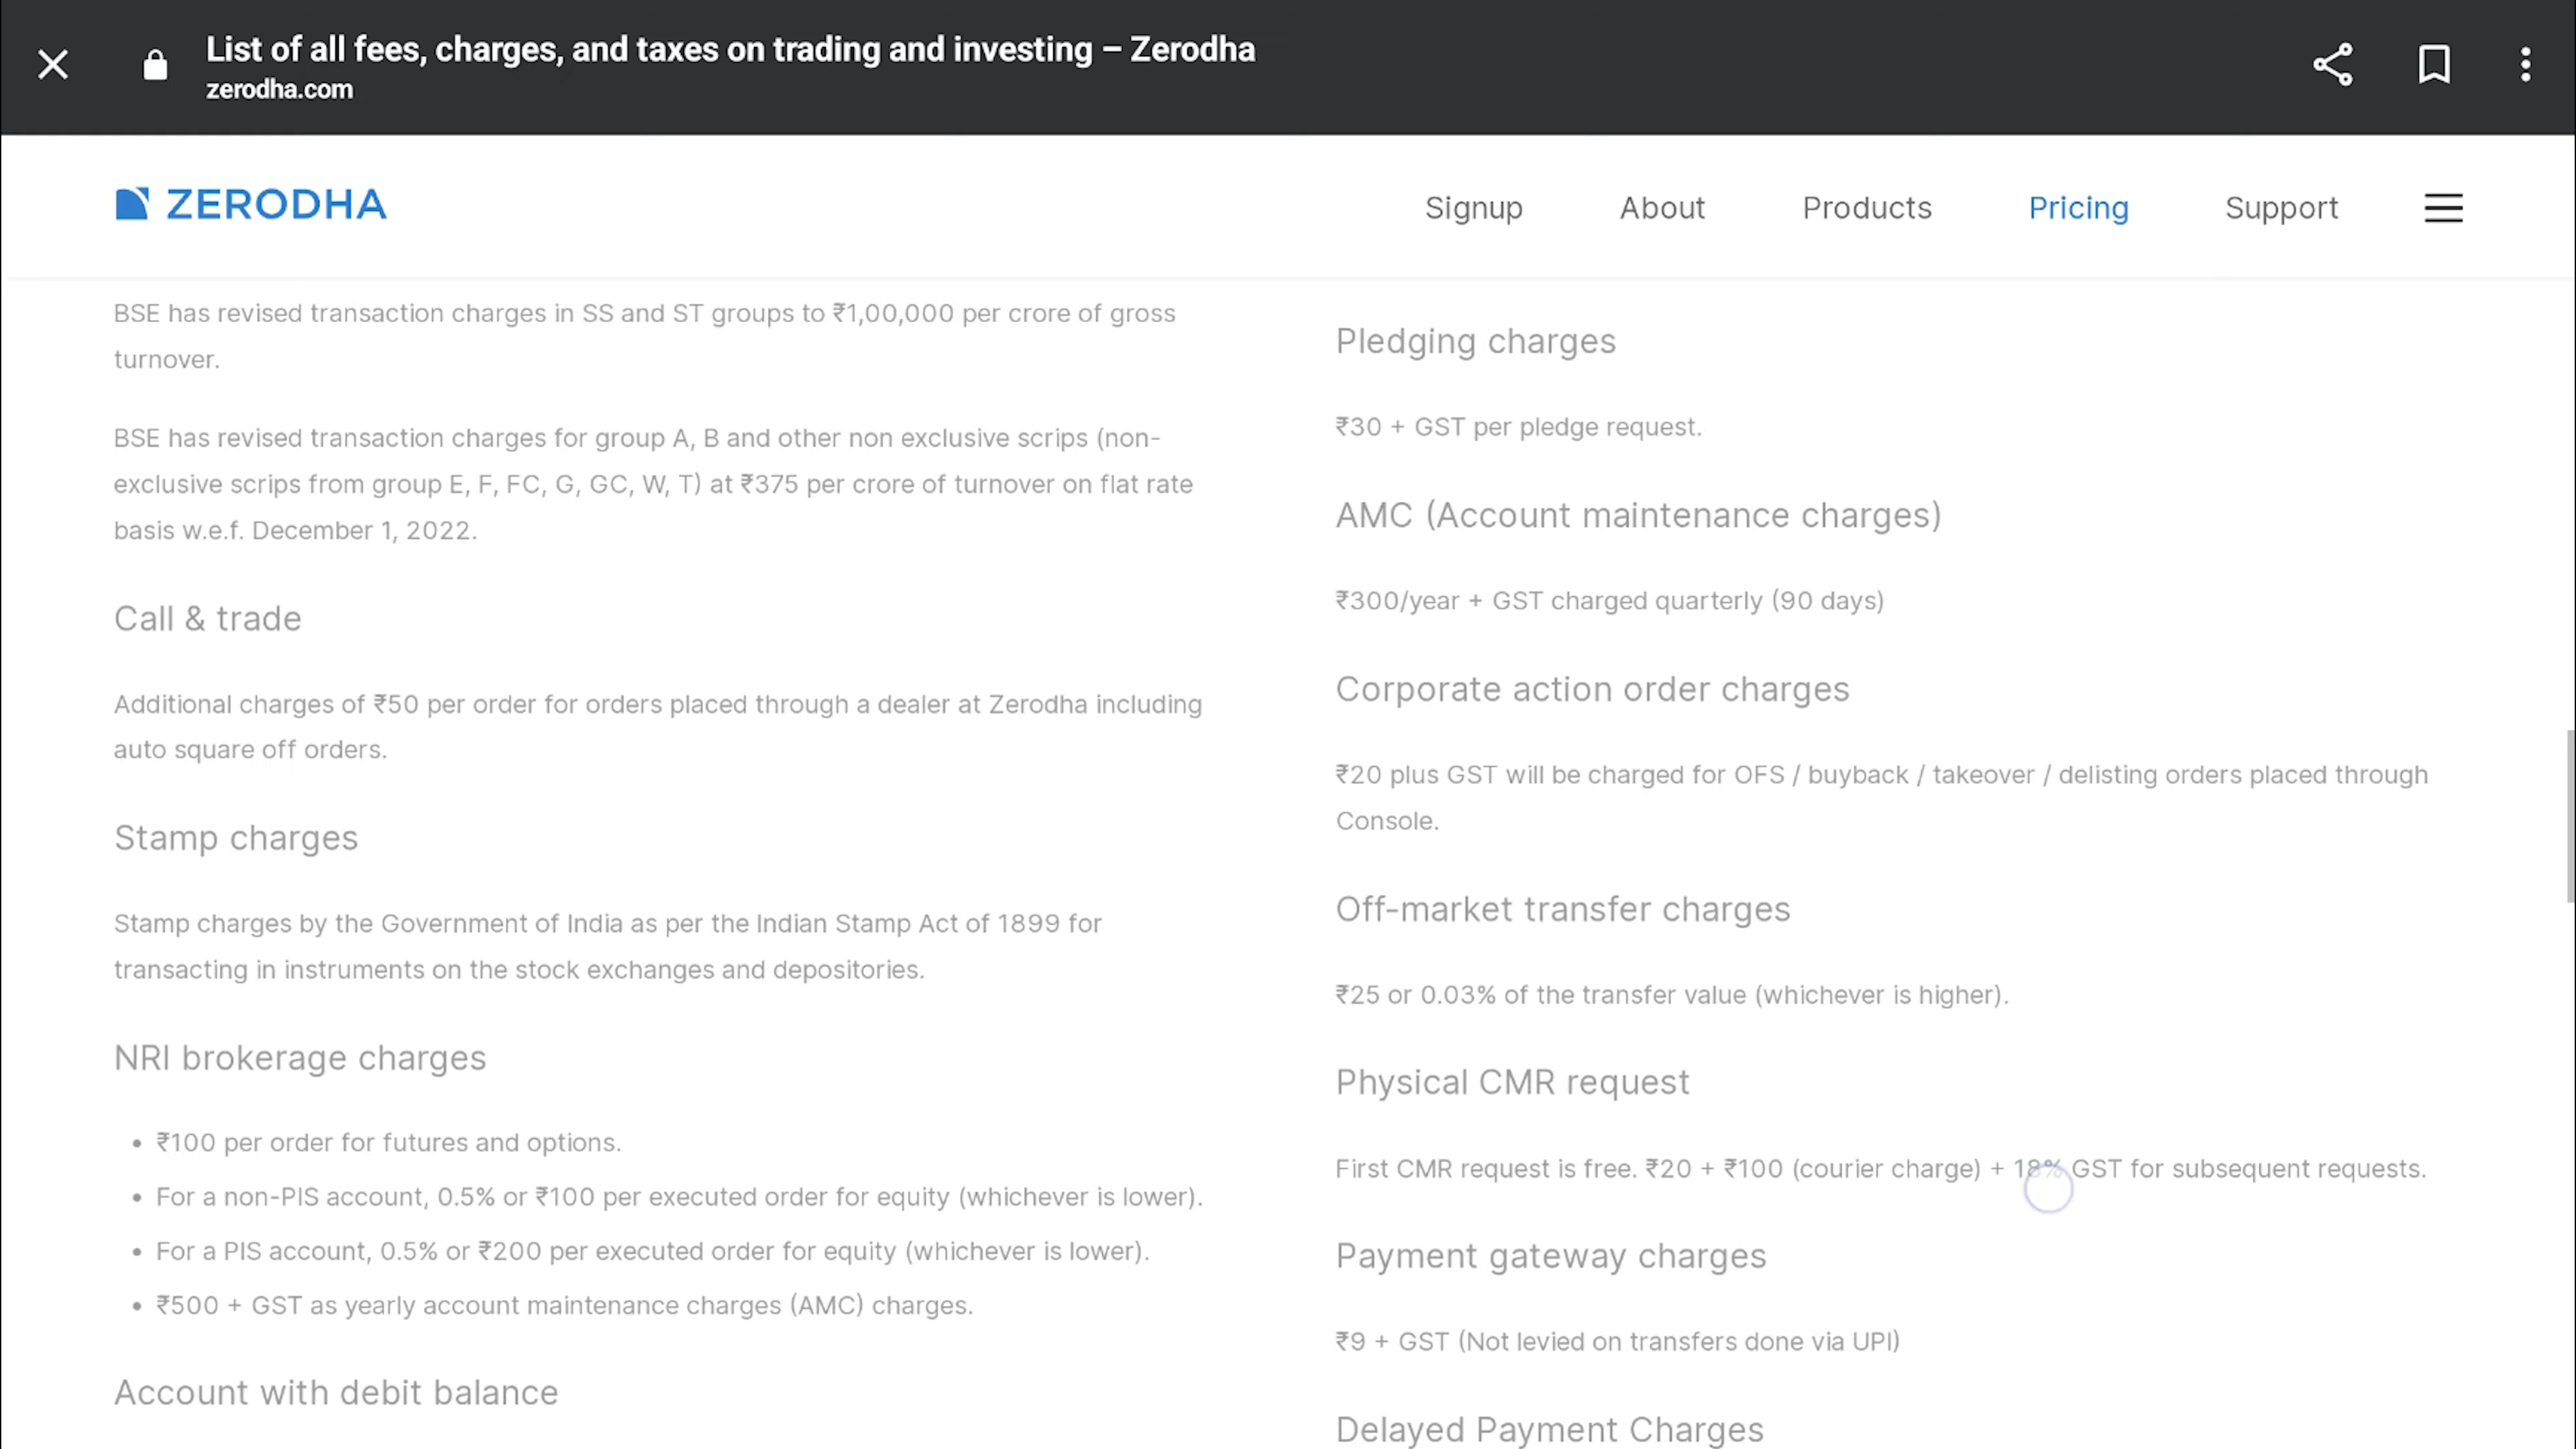 List of all fees, charges, and taxes on trading and investing – Zerodha
zerodha.com
ZERODHA
Signup
About
Products
Pricing
Support
BSE has revised transaction charges in SS and ST groups to ₹1,00,000 per crore of gross
turnover.
BSE has revised transaction charges for group A, B and other non exclusive scrips (non-
exclusive scrips from group E, F, FC, G, GC, W, T) at ₹375 per crore of turnover on flat rate
basis w.e.f. December 1, 2022.
Call & trade
Additional charges of ₹50 per order for orders placed through a dealer at Zerodha including
auto square off orders.
Stamp charges
Stamp charges by the Government of India as per the Indian Stamp Act of 1899 for
transacting in instruments on the stock exchanges and depositories.
NRI brokerage charges
• ₹100 per order for futures and options.
• For a non-PIS account, 0.5% or ₹100 per executed order for equity (whichever is lower).
• For a PIS account, 0.5% or ₹200 per executed order for equity (whichever is lower).
• ₹500 + GST as yearly account maintenance charges (AMC) charges.
Account with debit balance
Pledging charges
₹30 + GST per pledge request.
AMC (Account maintenance charges)
₹300/year + GST charged quarterly (90 days)
Corporate action order charges
₹20 plus GST will be charged for OFS / buyback / takeover / delisting orders placed through
Console.
Off-market transfer charges
₹25 or 0.03% of the transfer value (whichever is higher).
Physical CMR request
First CMR request is free. ₹20 + ₹100 (courier charge) + 18% GST for subsequent requests.
Payment gateway charges
₹9 + GST (Not levied on transfers done via UPI)
Delayed Payment Charges